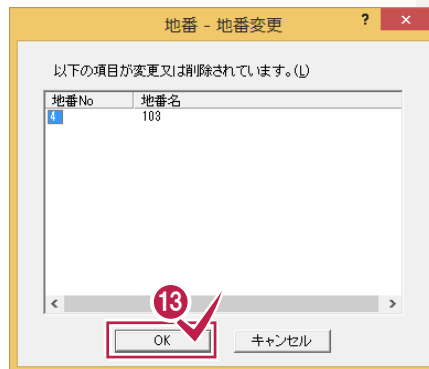 地番 - 地番変更 ? ×
以下の項目が変更又は削除されています。(L)
地番No 地番名
4 103
< >
13
OK キャンセル